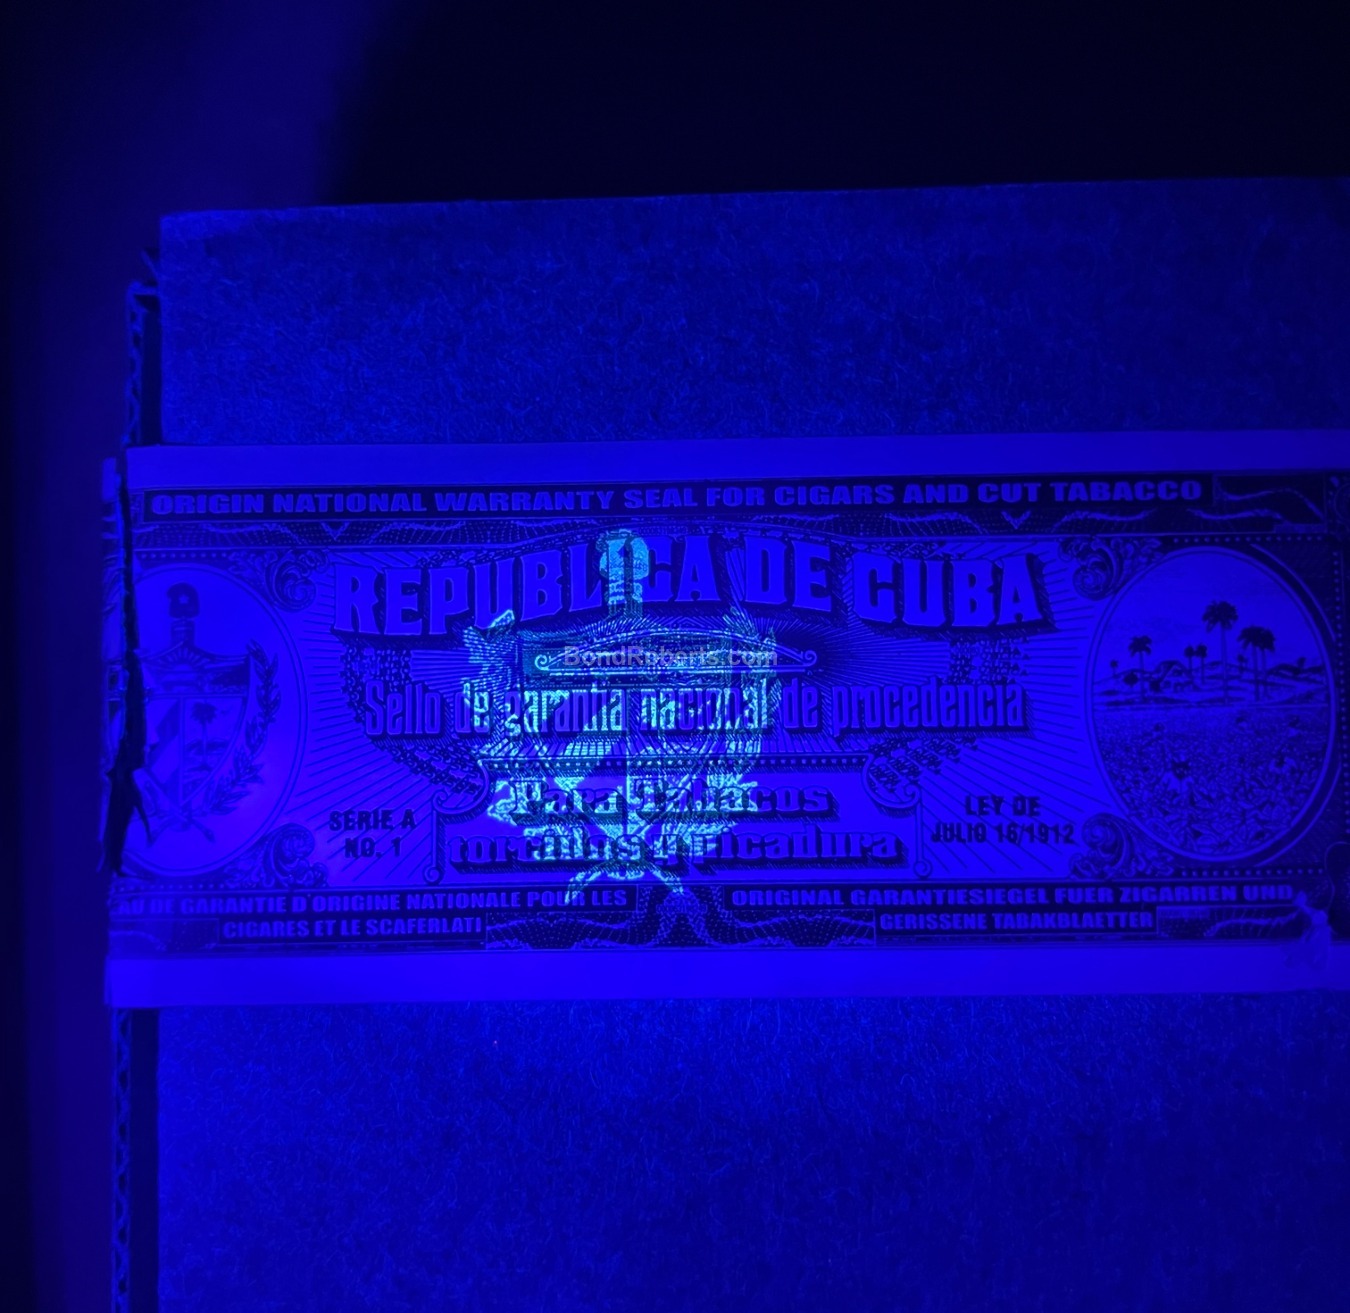 ORIGIN NATIONAL WARRANTY SEAL FOR CIGARS AND CUT TABACCO
REPUBLICA DE CUBA
BondRoberts.com
Sello de garantia nacional de procedencia
Para Tabacos
torcidos y picadura
SERIE A
NO. 1
LEY DE
JULIO 16/1912
AU DE GARANTIE D'ORIGINE NATIONALE POUR LES
CIGARES ET LE SCAFERLATI
ORIGINAL GARANTIESIEGEL FUER ZIGARREN UND
GERISSENE TABAKBLAETTER